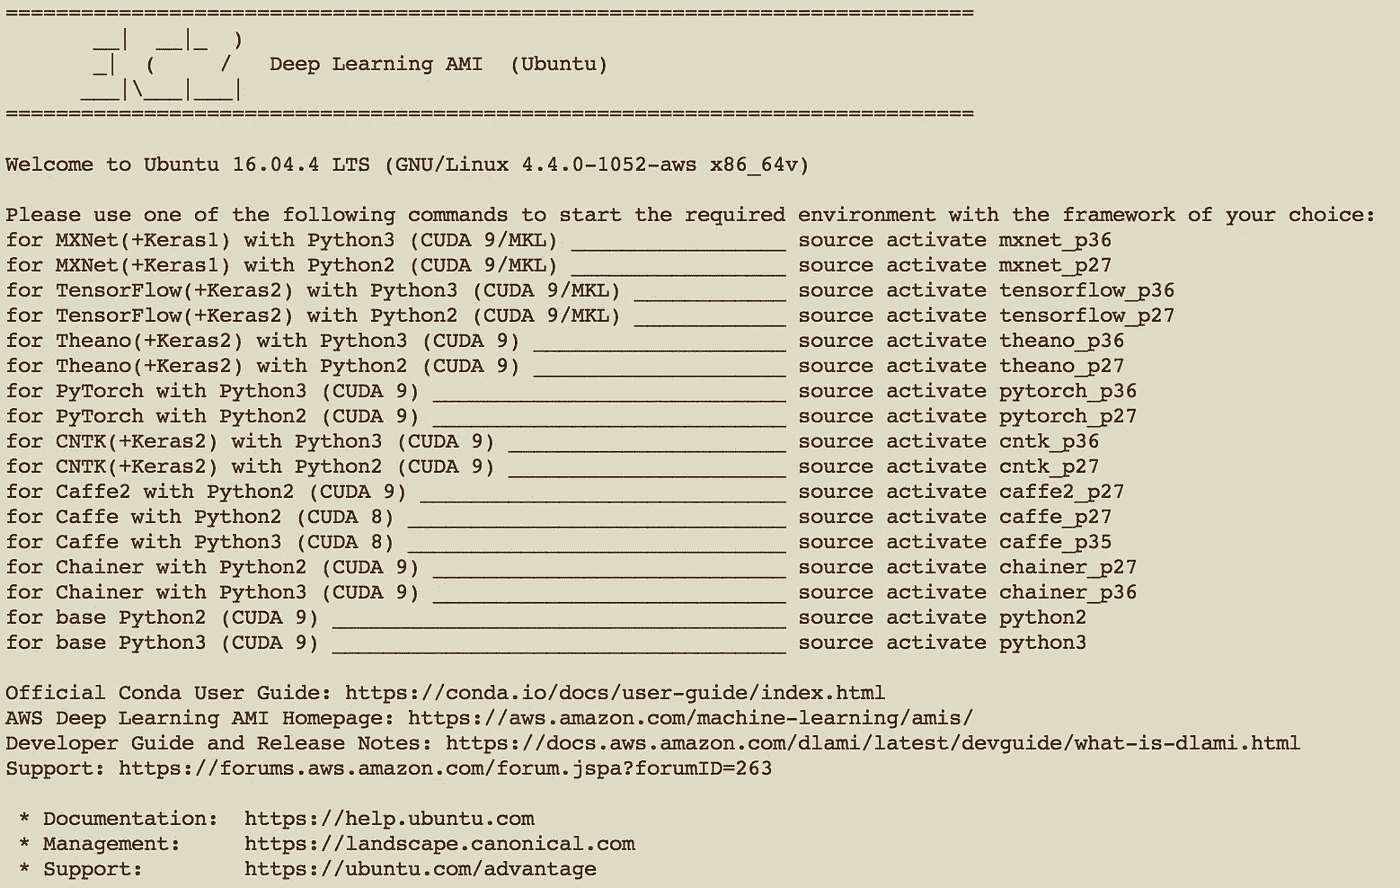 =============================================================================
       __|  __|_  )
       _|  (     /   Deep Learning AMI  (Ubuntu)
      ___|\___|___|
=============================================================================
Welcome to Ubuntu 16.04.4 LTS (GNU/Linux 4.4.0-1052-aws x86_64v)
Please use one of the following commands to start the required environment with the framework of your choice:
for MXNet(+Keras1) with Python3 (CUDA 9/MKL) _________________ source activate mxnet_p36
for MXNet(+Keras1) with Python2 (CUDA 9/MKL) _________________ source activate mxnet_p27
for TensorFlow(+Keras2) with Python3 (CUDA 9/MKL) ____________ source activate tensorflow_p36
for TensorFlow(+Keras2) with Python2 (CUDA 9/MKL) ____________ source activate tensorflow_p27
for Theano(+Keras2) with Python3 (CUDA 9) ____________________ source activate theano_p36
for Theano(+Keras2) with Python2 (CUDA 9) ____________________ source activate theano_p27
for PyTorch with Python3 (CUDA 9) ____________________________ source activate pytorch_p36
for PyTorch with Python2 (CUDA 9) ____________________________ source activate pytorch_p27
for CNTK(+Keras2) with Python3 (CUDA 9) ______________________ source activate cntk_p36
for CNTK(+Keras2) with Python2 (CUDA 9) ______________________ source activate cntk_p27
for Caffe2 with Python2 (CUDA 9) _____________________________ source activate caffe2_p27
for Caffe with Python2 (CUDA 8) ______________________________ source activate caffe_p27
for Caffe with Python3 (CUDA 8) ______________________________ source activate caffe_p35
for Chainer with Python2 (CUDA 9) ____________________________ source activate chainer_p27
for Chainer with Python3 (CUDA 9) ____________________________ source activate chainer_p36
for base Python2 (CUDA 9) ____________________________________ source activate python2
for base Python3 (CUDA 9) ____________________________________ source activate python3
Official Conda User Guide: https://conda.io/docs/user-guide/index.html
AWS Deep Learning AMI Homepage: https://aws.amazon.com/machine-learning/amis/
Developer Guide and Release Notes: https://docs.aws.amazon.com/dlami/latest/devguide/what-is-dlami.html
Support: https://forums.aws.amazon.com/forum.jspa?forumID=263
 * Documentation:  https://help.ubuntu.com
 * Management:     https://landscape.canonical.com
 * Support:        https://ubuntu.com/advantage